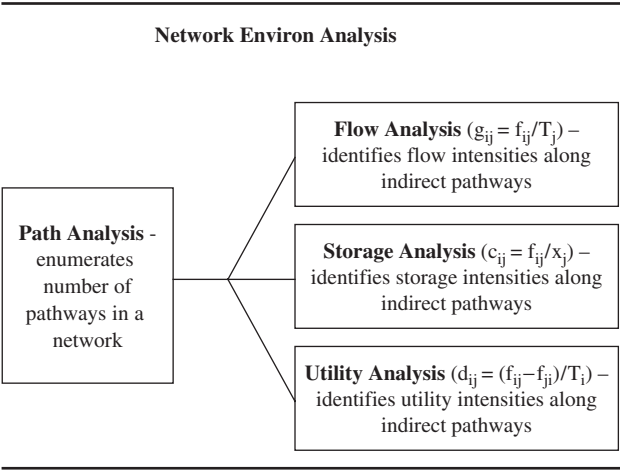 Network Environ Analysis
Path Analysis -
enumerates
number of
pathways in a
network
Flow Analysis (gij = fij/Tj) –
identifies flow intensities along
indirect pathways
Storage Analysis (cij = fij/xj) –
identifies storage intensities along
indirect pathways
Utility Analysis (dij = (fij−fji)/Ti) –
identifies utility intensities along
indirect pathways